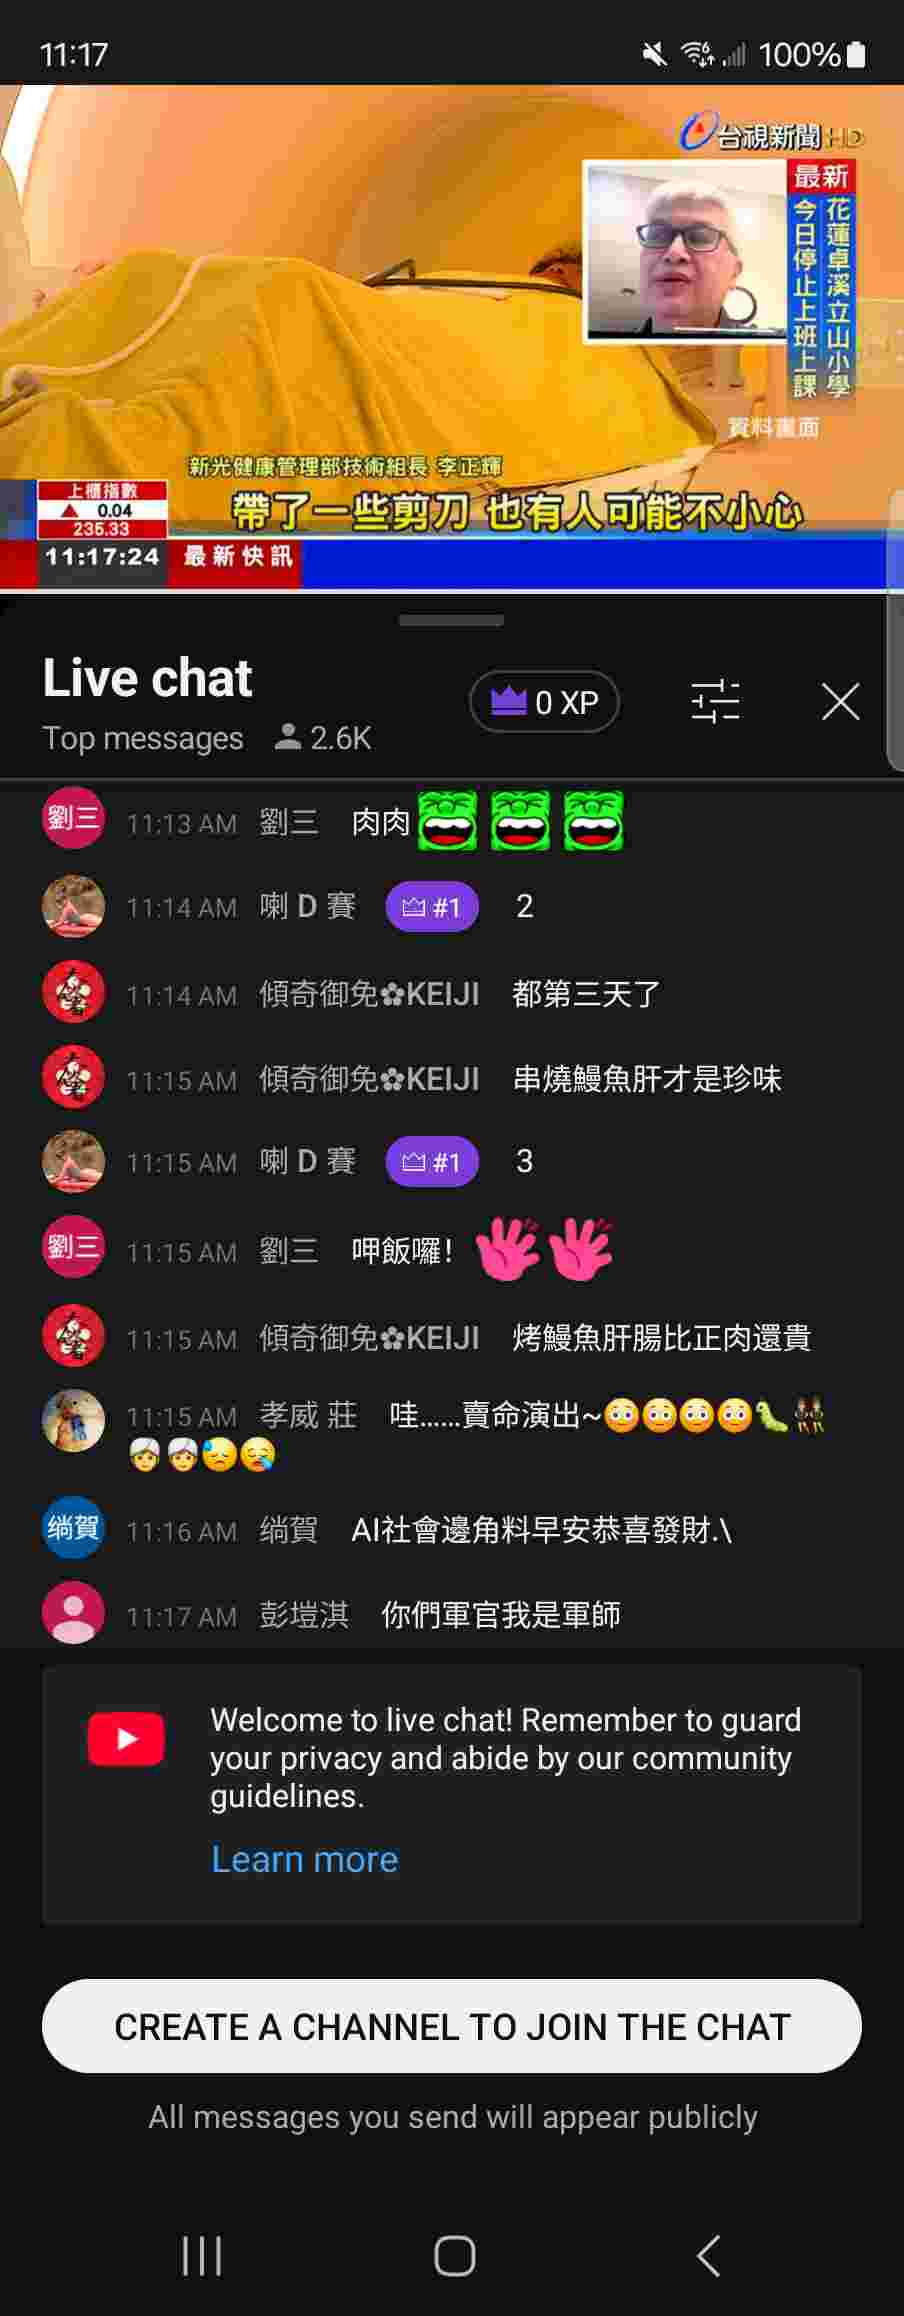 11:17
6
100%
台視新聞 HD
最新
花蓮卓溪立山小學
今日停止上班上課
資料畫面
新光健康管理部技術組長 李正輝
帶了一些剪刀 也有人可能不小心
上櫃指數
▲ 0.04
235.33
11:17:24 最新快訊
Live chat
0 XP
Top messages 2.6K
劉三 11:13 AM 劉三 肉肉
11:14 AM 喇 D 賽 #1 2
11:14 AM 傾奇御免✿KEIJI 都第三天了
11:15 AM 傾奇御免✿KEIJI 串燒鰻魚肝才是珍味
11:15 AM 喇 D 賽 #1 3
劉三 11:15 AM 劉三 呷飯囉!
11:15 AM 傾奇御免✿KEIJI 烤鰻魚肝腸比正肉還貴
11:15 AM 孝威 莊 哇......賣命演出~😳😳😳😳🐛👯
👳👳😓😪
绱賀 11:16 AM 绱賀 AI社會邊角料早安恭喜發財.\
11:17 AM 彭塏淇 你們軍官我是軍師
Welcome to live chat! Remember to guard
your privacy and abide by our community
guidelines.
Learn more
CREATE A CHANNEL TO JOIN THE CHAT
All messages you send will appear publicly